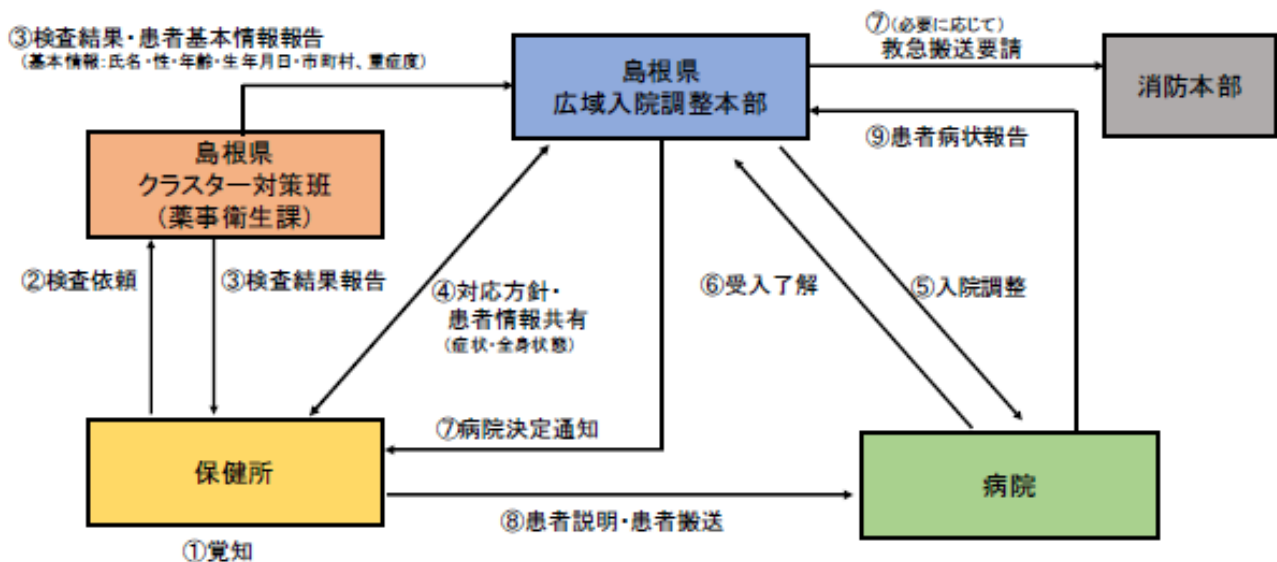 ③検査結果・患者基本情報報告
(基本情報:氏名・性・年齢・生年月日・市町村、重症度)
島根県
広域入院調整本部
⑦(必要に応じて)
救急搬送要請
消防本部
⑨患者病状報告
島根県
クラスター対策班
(薬事衛生課)
②検査依頼
③検査結果報告
④対応方針・
患者情報共有
(症状・全身状態)
⑥受入了解
⑤入院調整
⑦病院決定通知
保健所
病院
⑧患者説明・患者搬送
①覚知